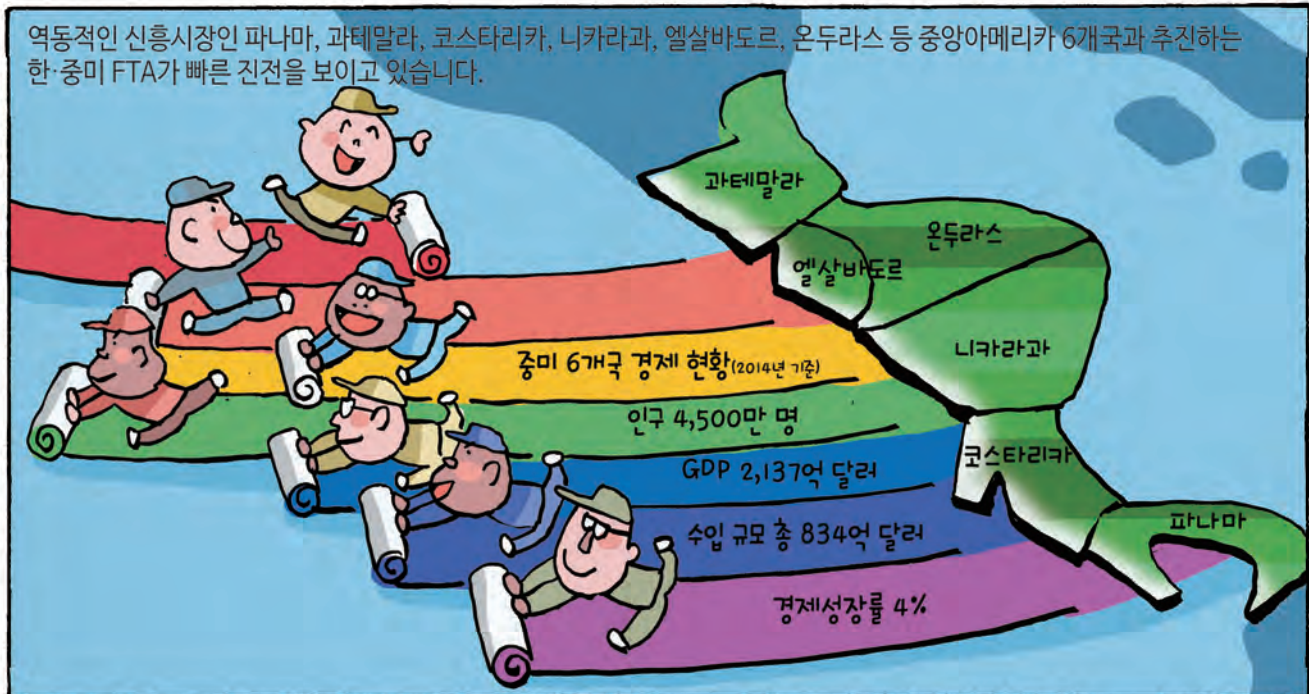 역동적인 신흥시장인 파나마, 과테말라, 코스타리카, 니카라과, 엘살바도르, 온두라스 등 중앙아메리카 6개국과 추진하는
한·중미 FTA가 빠른 진전을 보이고 있습니다.
과테말라
온두라스
엘살바도르
니카라과
중미 6개국 경제 현황(2014년 기준)
인구 4,500만 명
코스타리카
GDP 2,137억 달러
파나마
수입 규모 총 834억 달러
경제성장률 4%